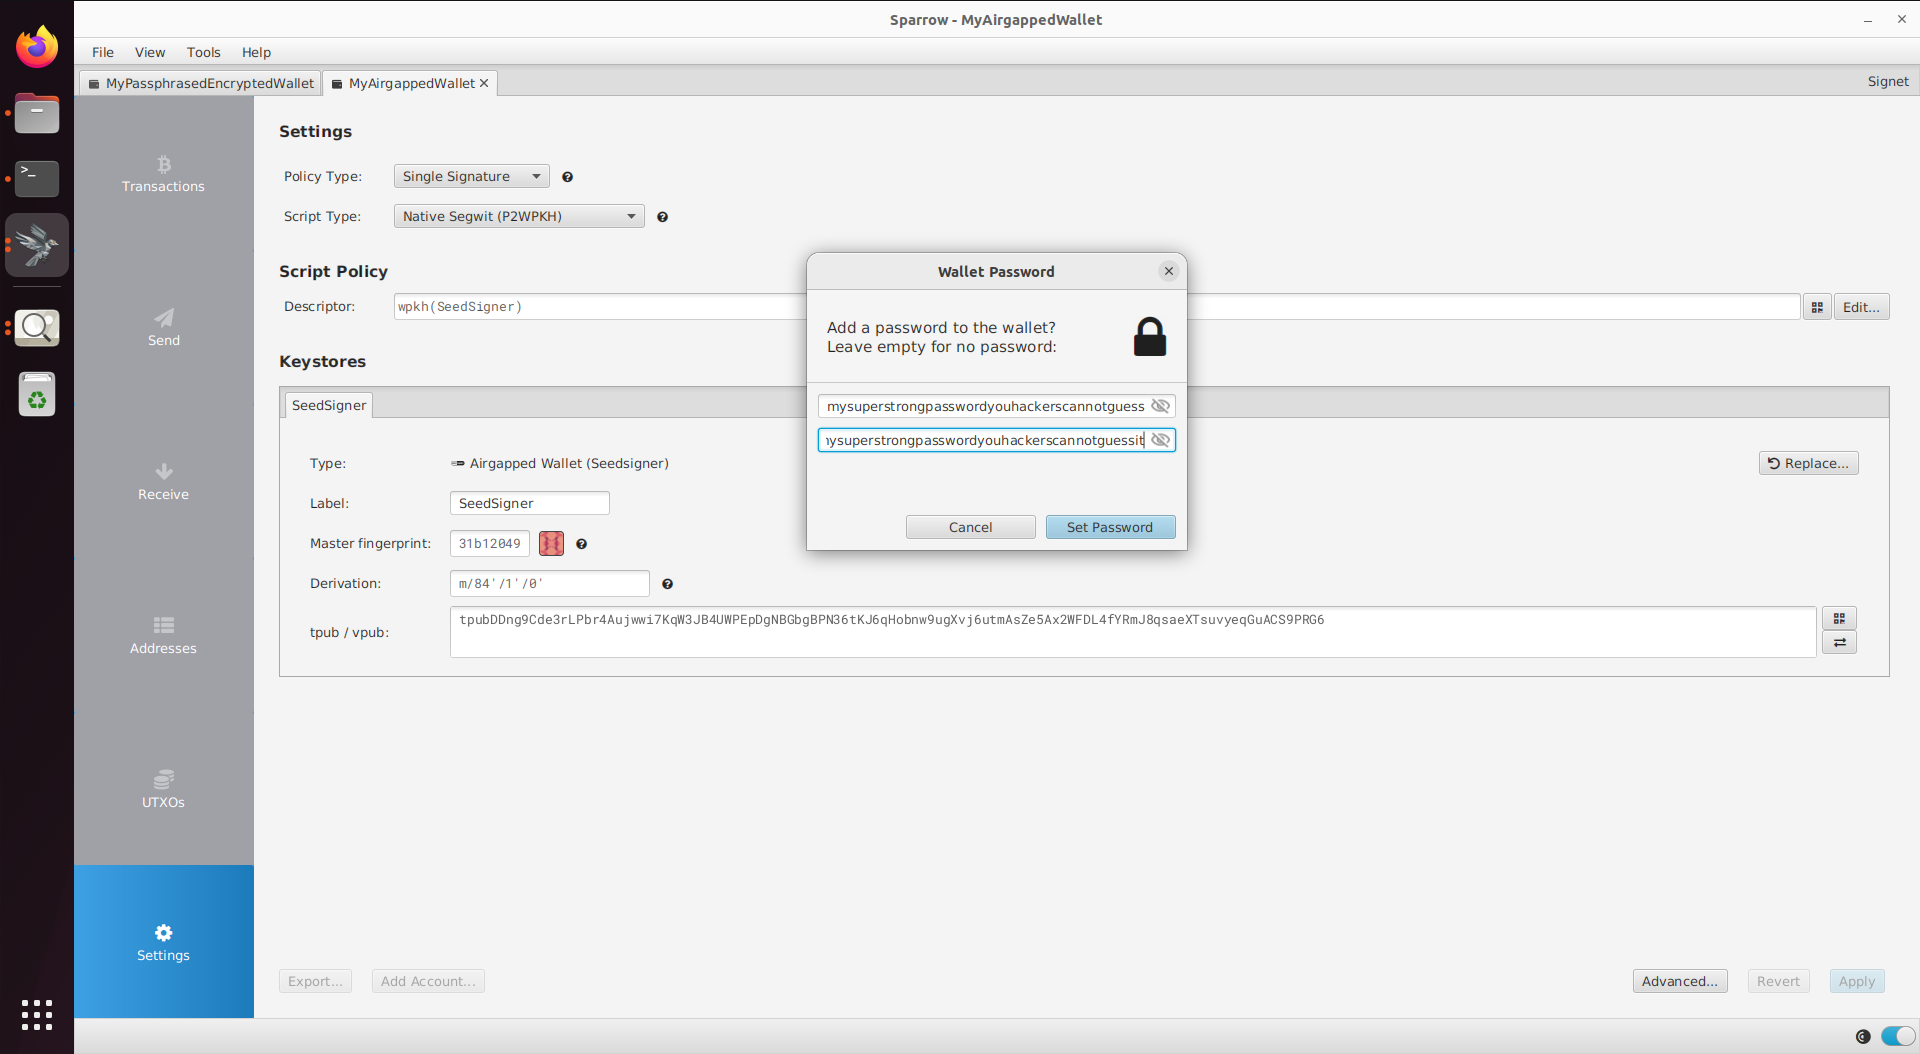 Sparrow - MyAirgappedWallet
File View Tools Help
MyPassphrasedEncryptedWallet MyAirgappedWallet Signet
Transactions
Send
Receive
Addresses
UTXOs
Settings
Settings
Policy Type: Single Signature
Script Type: Native Segwit (P2WPKH)
Script Policy
Descriptor: wpkh(SeedSigner) Edit...
Keystores
SeedSigner
Type: Airgapped Wallet (Seedsigner) Replace...
Label: SeedSigner
Master fingerprint: 31b12049
Derivation: m/84'/1'/0'
tpub / vpub: tpubDDng9Cde3rLPbr4Aujwwi7KqW3JB4UWPEpDgNBGbgBPN36tKJ6qHobnw9ugXvj6utmAsZe5Ax2WFDL4fYRmJ8qsaeXTsuvyeqGuACS9PRG6
Wallet Password
Add a password to the wallet?
Leave empty for no password:
mysuperstrongpasswordyouhackerscannotguess
ysuperstrongpasswordyouhackerscannotguessit
Cancel Set Password
Export... Add Account... Advanced... Revert Apply